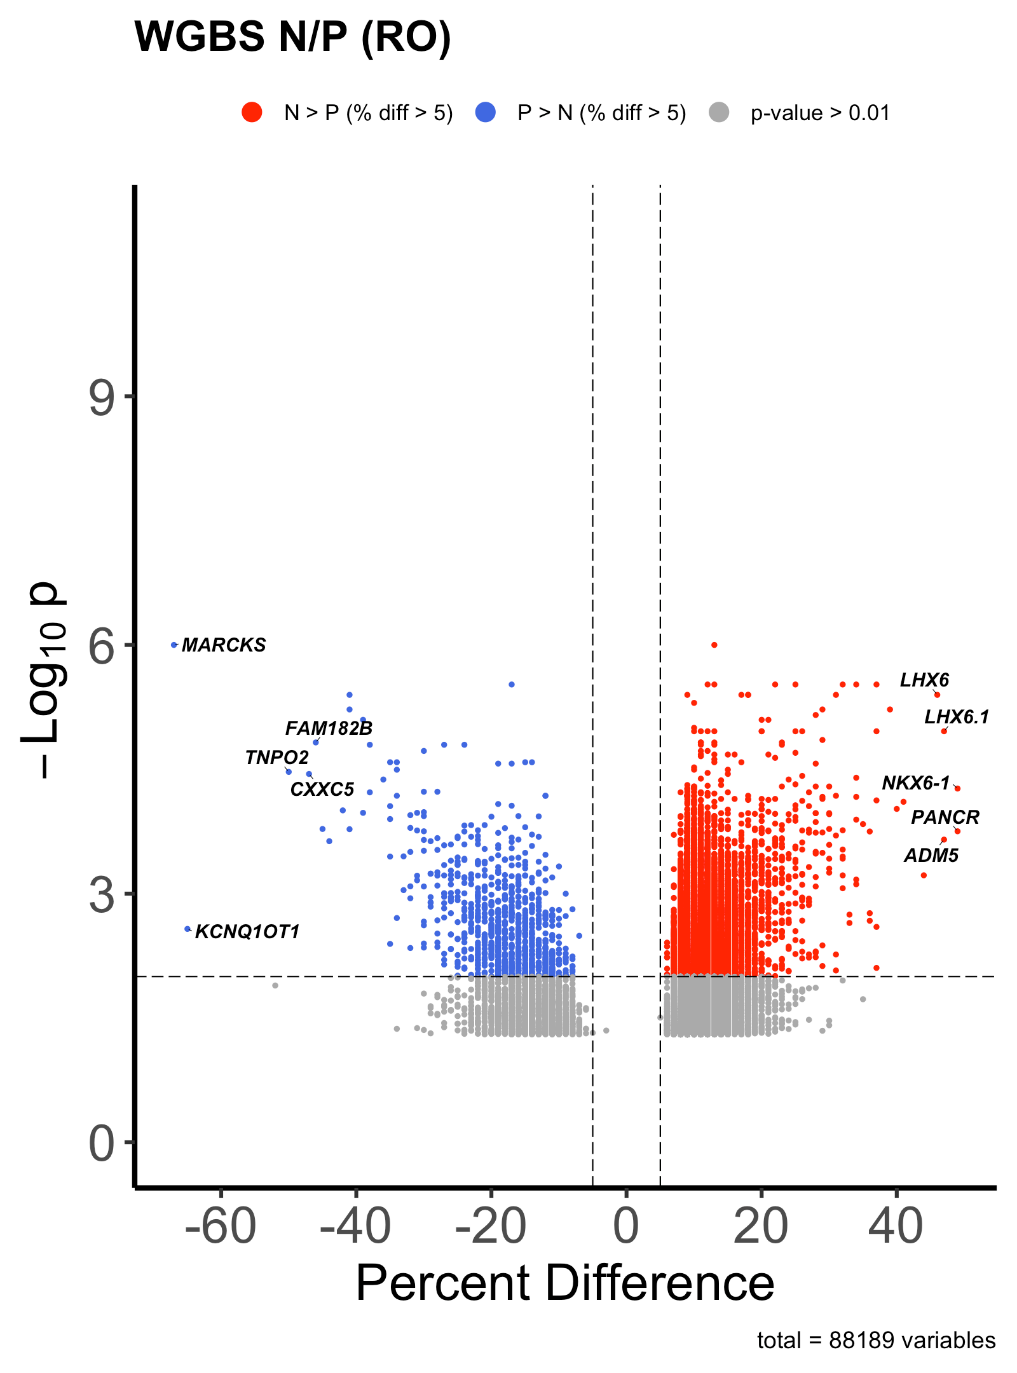 WGBS N/P (RO)
N > P (% diff > 5) P > N (% diff > 5) p-value > 0.01
9
6
3
0
−Log10 p
MARCKS
FAM182B
TNPO2
CXXC5
KCNQ1OT1
LHX6
LHX6.1
NKX6-1
PANCR
ADM5
-60 -40 -20 0 20 40
Percent Difference
total = 88189 variables